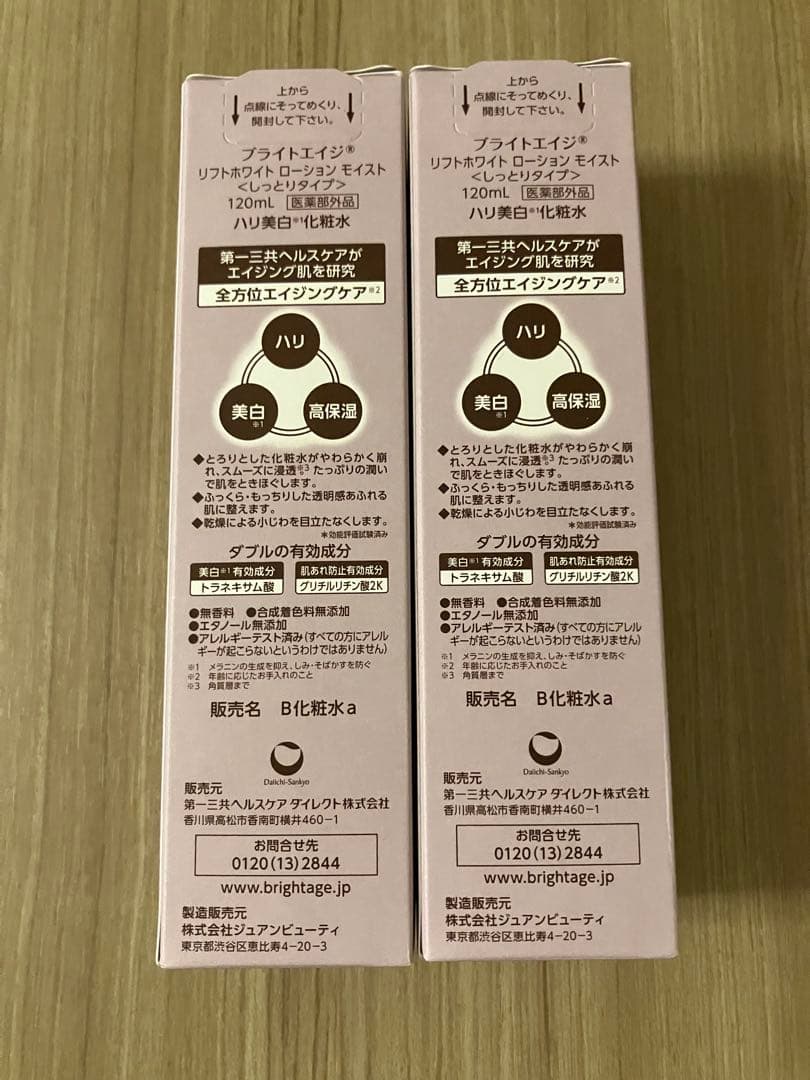 上から
点線にそってめくり、
開封して下さい。
ブライトエイジ®
リフトホワイト ローション モイスト
＜しっとりタイプ＞
120mL 医薬部外品
ハリ美白※1化粧水
第一三共ヘルスケアが
エイジング肌を研究
全方位エイジングケア※2
ハリ
美白※1
高保湿
◆とろりとした化粧水がやわらかく崩
れ、スムーズに浸透※3 たっぷりの潤い
で肌をときほぐします。
◆ふっくら・もっちりした透明感あふれる
肌に整えます。
◆乾燥による小じわを目立たなくします。
＊効能評価試験済み
ダブルの有効成分
美白※1有効成分
トラネキサム酸
肌あれ防止有効成分
グリチルリチン酸2K
●無香料 ●合成着色料無添加
●エタノール無添加
●アレルギーテスト済み(すべての方にアレル
ギーが起こらないというわけではありません)
※1 メラニンの生成を抑え、しみ・そばかすを防ぐ
※2 年齢に応じたお手入れのこと
※3 角質層まで
販売名 B化粧水a
Daiichi-Sankyo
販売元
第一三共ヘルスケア ダイレクト株式会社
香川県高松市香南町横井460−1
お問合せ先
0120(13)2844
www.brightage.jp
製造販売元
株式会社ジュアンビューティ
東京都渋谷区恵比寿4−20−3
上から
点線にそってめくり、
開封して下さい。
ブライトエイジ®
リフトホワイト ローション モイスト
＜しっとりタイプ＞
120mL 医薬部外品
ハリ美白※1化粧水
第一三共ヘルスケアが
エイジング肌を研究
全方位エイジングケア※2
ハリ
美白※1
高保湿
◆とろりとした化粧水がやわらかく崩
れ、スムーズに浸透※3 たっぷりの潤い
で肌をときほぐします。
◆ふっくら・もっちりした透明感あふれる
肌に整えます。
◆乾燥による小じわを目立たなくします。
＊効能評価試験済み
ダブルの有効成分
美白※1有効成分
トラネキサム酸
肌あれ防止有効成分
グリチルリチン酸2K
●無香料 ●合成着色料無添加
●エタノール無添加
●アレルギーテスト済み(すべての方にアレル
ギーが起こらないというわけではありません)
※1 メラニンの生成を抑え、しみ・そばかすを防ぐ
※2 年齢に応じたお手入れのこと
※3 角質層まで
販売名 B化粧水a
Daiichi-Sankyo
販売元
第一三共ヘルスケア ダイレクト株式会社
香川県高松市香南町横井460−1
お問合せ先
0120(13)2844
www.brightage.jp
製造販売元
株式会社ジュアンビューティ
東京都渋谷区恵比寿4−20−3